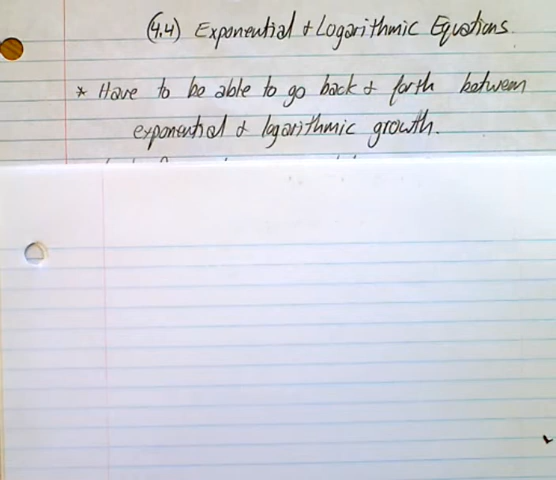 (4.4) Exponential & Logarithmic Equations.
* Have to be able to go back & forth between
exponential & logarithmic growth.